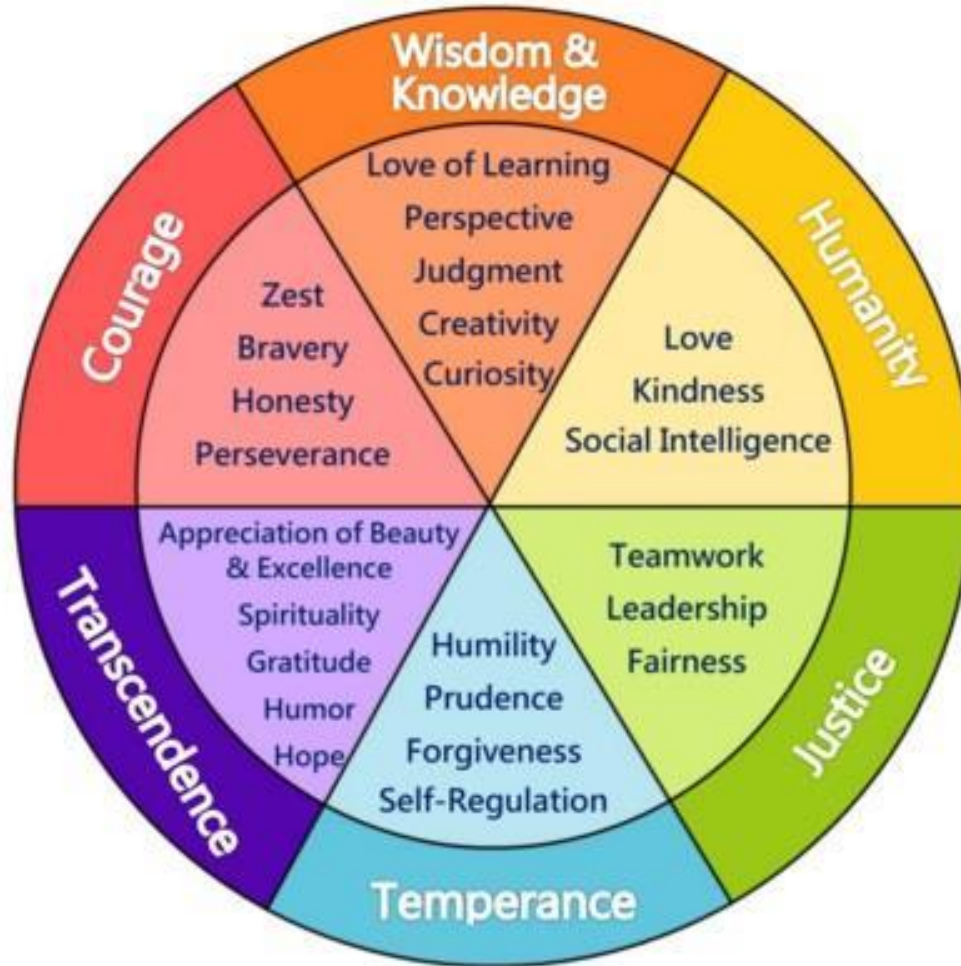 Wisdom &
Knowledge
Love of Learning
Perspective
Judgment
Creativity
Curiosity
Humanity
Love
Kindness
Social Intelligence
Justice
Teamwork
Leadership
Fairness
Temperance
Humility
Prudence
Forgiveness
Self-Regulation
Transcendence
Appreciation of Beauty
& Excellence
Spirituality
Gratitude
Humor
Hope
Courage
Zest
Bravery
Honesty
Perseverance